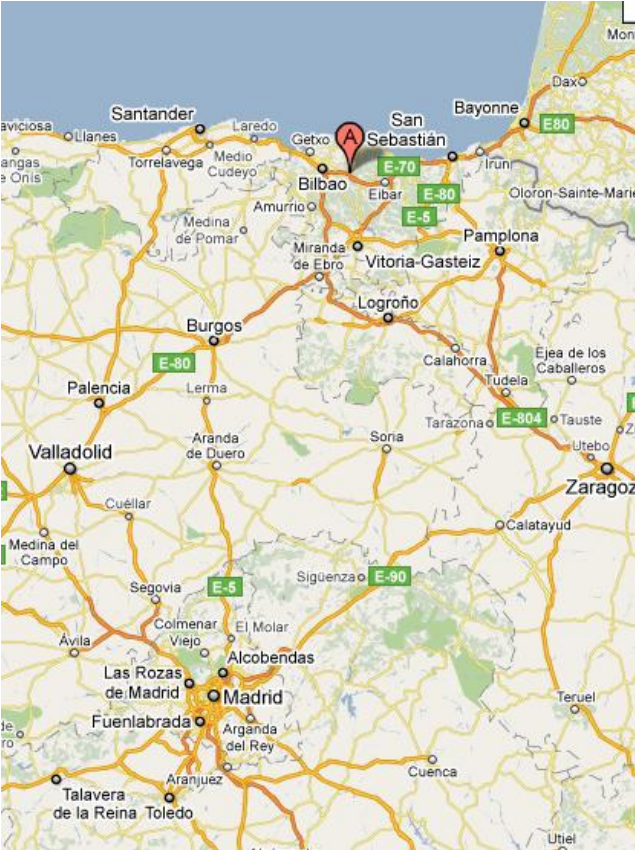 Mon
Dax
Bayonne
E80
Santander
San
Sebastián
aviciosa
Llanes
Laredo
Getxo
A
angas
e Onís
Torrelavega
Medio
Cudeyo
Bilbao
E-70
Irun
Eibar
E-80
Oloron-Sainte-Marie
Amurrio
E-5
Medina
de Pomar
Pamplona
Miranda
de Ebro
Vitoria-Gasteiz
Logroño
Burgos
Calahorra
Ejea de los
Caballeros
E-80
Palencia
Lerma
Tudela
Tarazona
E-804
Tauste
Z
Aranda
de Duero
Soria
Utebo
Valladolid
Zaragoz
Cuéllar
Calatayud
Medina del
Campo
Segovia
E-5
Sigüenza
E-90
Colmenar
Viejo
El Molar
Ávila
Alcobendas
Las Rozas
de Madrid
Madrid
Teruel
Fuenlabrada
Arganda
del Rey
de
ro
Aranjuez
Cuenca
Talavera
de la Reina
Toledo
Utiel